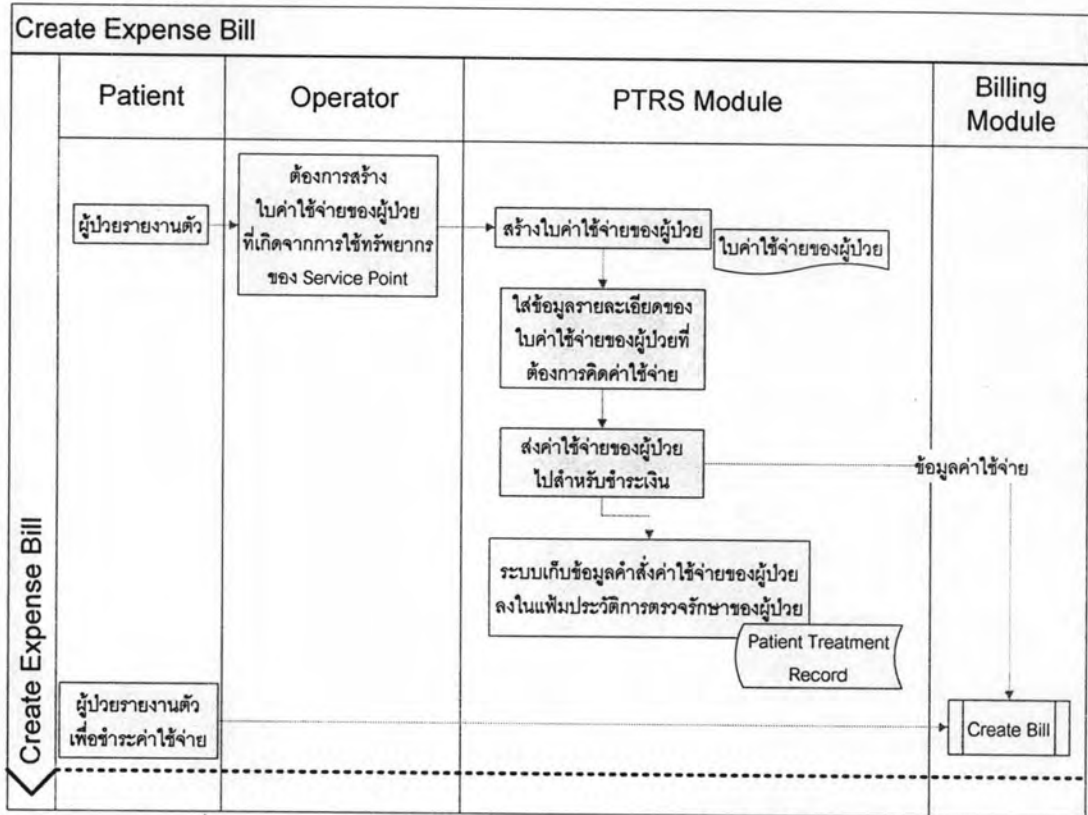 Create Expense Bill
Patient
Operator
PTRS Module
Billing
Module
ผู้ป่วยรายงานตัว
ต้องการสร้าง
ใบค่าใช้จ่ายของผู้ป่วย
ที่เกิดจากการใช้ทรัพยากร
ของ Service Point
สร้างใบค่าใช้จ่ายของผู้ป่วย
ใบค่าใช้จ่ายของผู้ป่วย
ใส่ข้อมูลรายละเอียดของ
ใบค่าใช้จ่ายของผู้ป่วยที่
ต้องการคิดค่าใช้จ่าย
ส่งค่าใช้จ่ายของผู้ป่วย
ไปสำหรับชำระเงิน
ข้อมูลค่าใช้จ่าย
ระบบเก็บข้อมูลคำสั่งค่าใช้จ่ายของผู้ป่วย
ลงในแฟ้มประวัติการตรวจรักษาของผู้ป่วย
Patient Treatment
Record
Create Expense Bill
ผู้ป่วยรายงานตัว
เพื่อชำระค่าใช้จ่าย
Create Bill